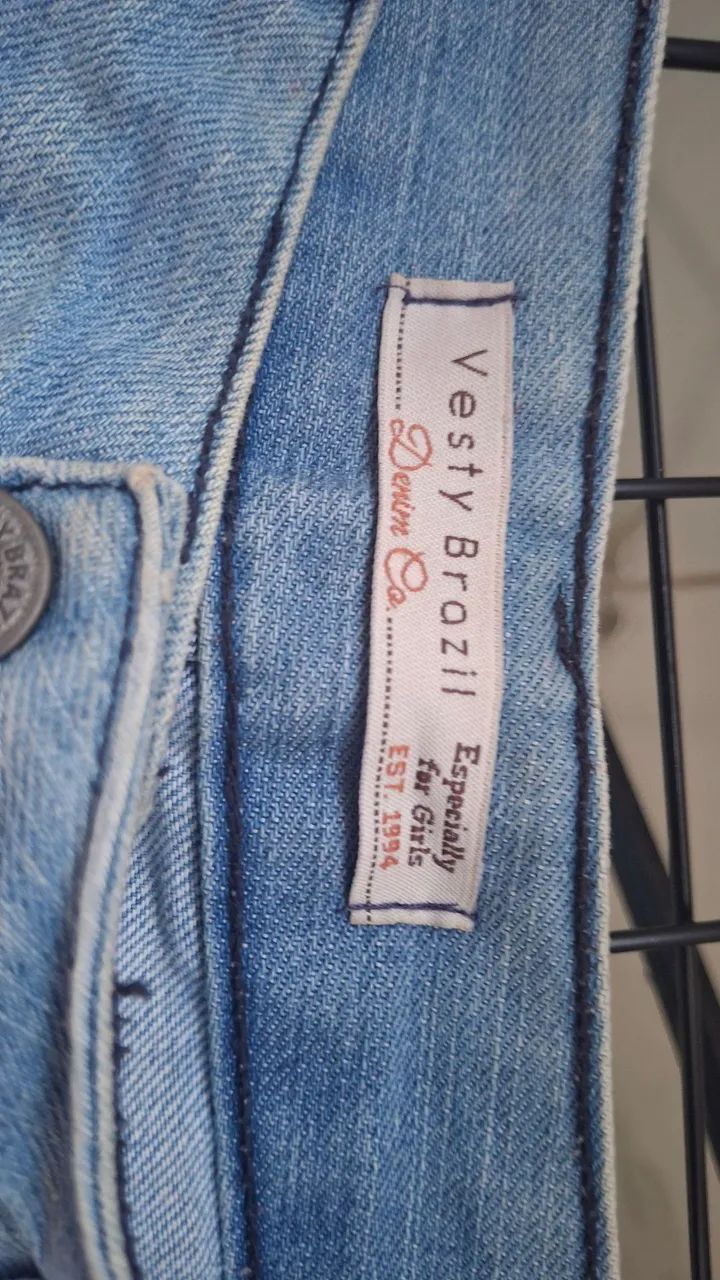 Vesty Brazil
Denim Co.
Especially
for Girls
EST. 1994